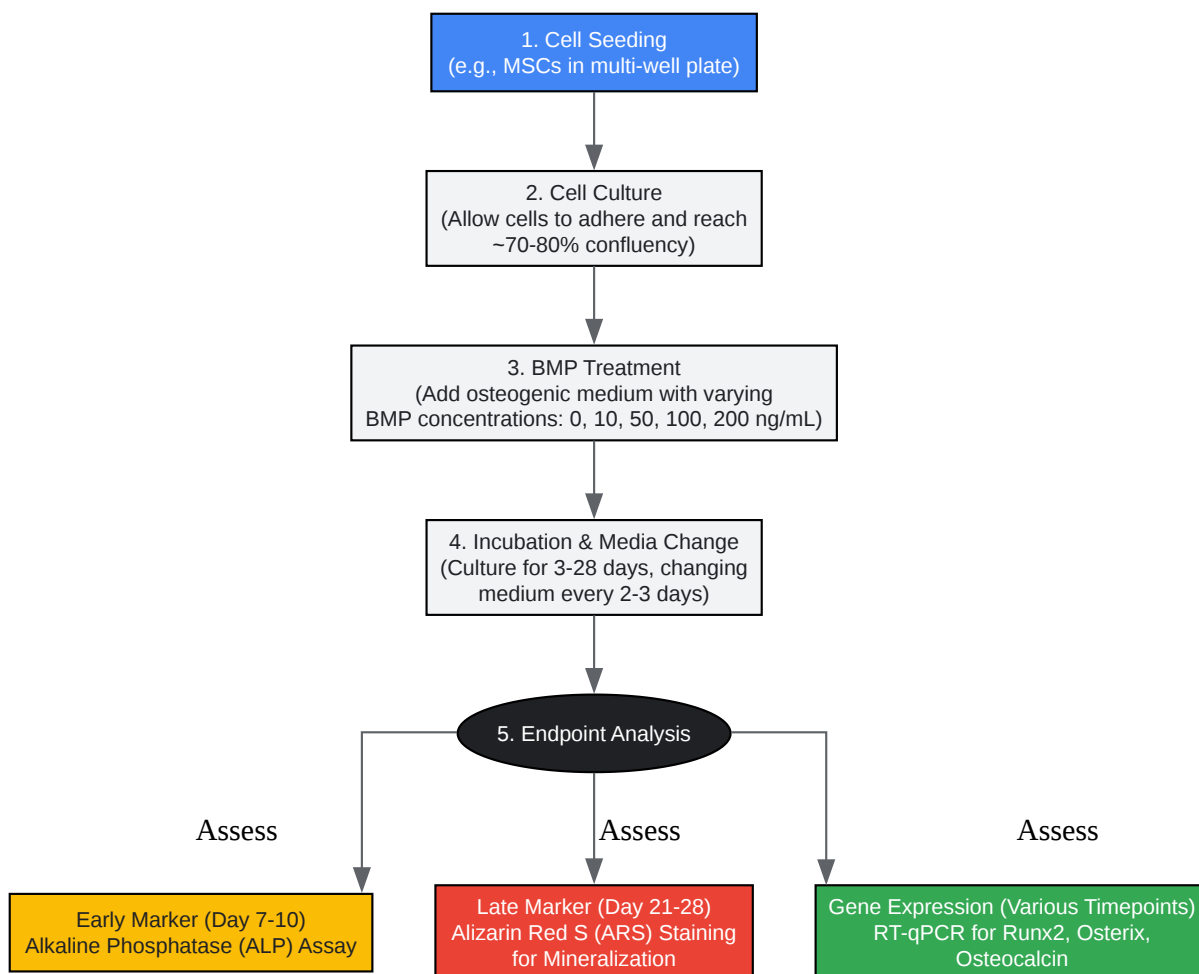 1. Cell Seeding
(e.g., MSCs in multi-well plate)
2. Cell Culture
(Allow cells to adhere and reach
~70-80% confluency)
3. BMP Treatment
(Add osteogenic medium with varying
BMP concentrations: 0, 10, 50, 100, 200 ng/mL)
4. Incubation & Media Change
(Culture for 3-28 days, changing
medium every 2-3 days)
5. Endpoint Analysis
Assess
Assess
Assess
Early Marker (Day 7-10)
Alkaline Phosphatase (ALP) Assay
Late Marker (Day 21-28)
Alizarin Red S (ARS) Staining
for Mineralization
Gene Expression (Various Timepoints)
RT-qPCR for Runx2, Osterix,
Osteocalcin